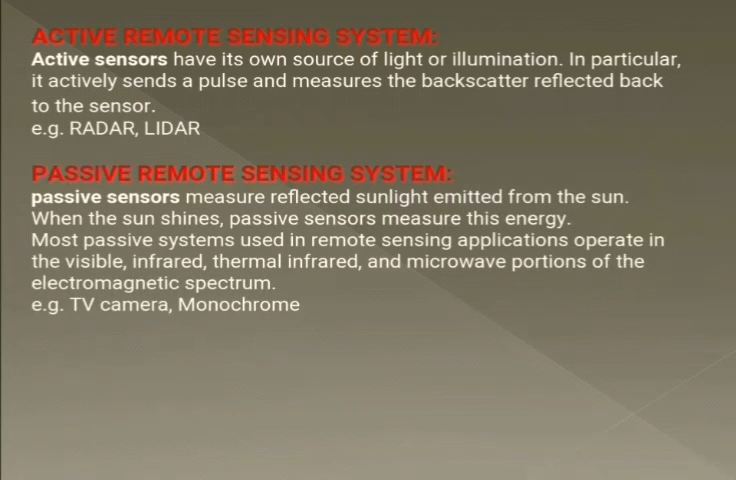 ACTIVE REMOTE SENSING SYSTEM:
Active sensors have its own source of light or illumination. In particular,
it actively sends a pulse and measures the backscatter reflected back
to the sensor.
e.g. RADAR, LIDAR
PASSIVE REMOTE SENSING SYSTEM:
passive sensors measure reflected sunlight emitted from the sun.
When the sun shines, passive sensors measure this energy.
Most passive systems used in remote sensing applications operate in
the visible, infrared, thermal infrared, and microwave portions of the
electromagnetic spectrum.
e.g. TV camera, Monochrome